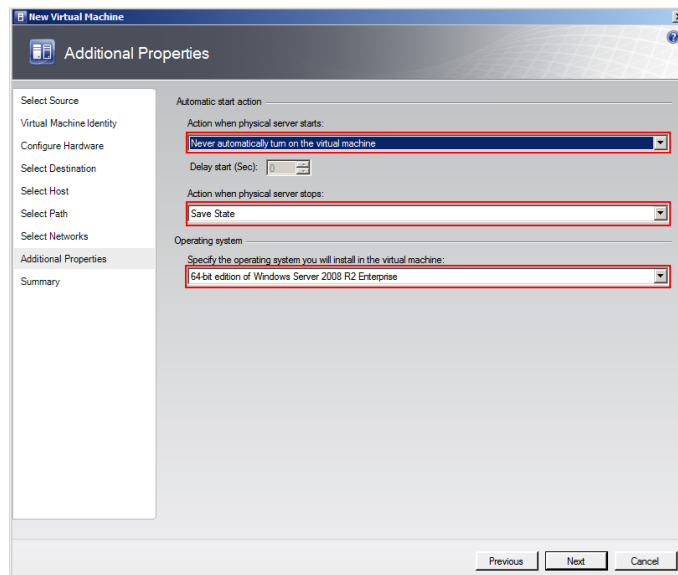 New Virtual Machine
Additional Properties
Select Source
Virtual Machine Identity
Configure Hardware
Select Destination
Select Host
Select Path
Select Networks
Additional Properties
Summary
Automatic start action
Action when physical server starts:
Never automatically turn on the virtual machine
Delay start (Sec): 0
Action when physical server stops:
Save State
Operating system
Specify the operating system you will install in the virtual machine:
64-bit edition of Windows Server 2008 R2 Enterprise
Previous Next Cancel